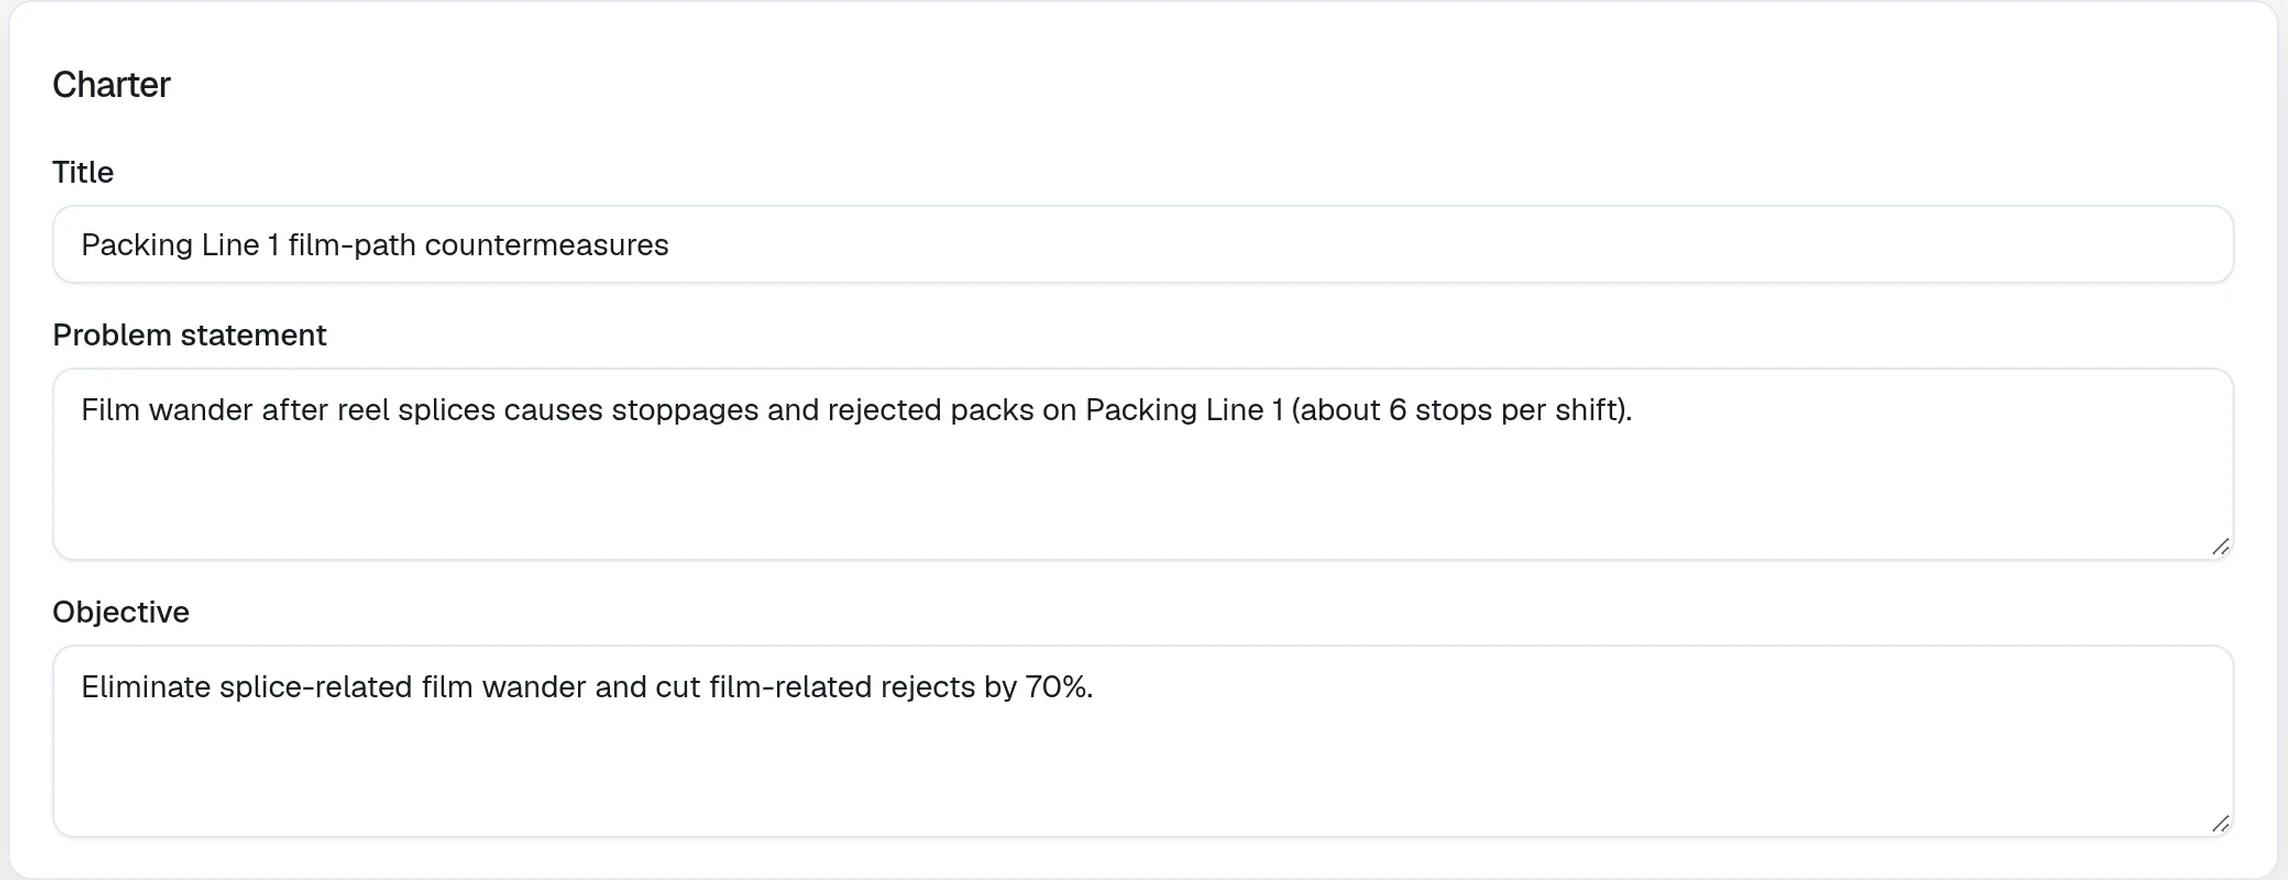 Charter
Title
Packing Line 1 film-path countermeasures
Problem statement
Film wander after reel splices causes stoppages and rejected packs on Packing Line 1 (about 6 stops per shift).
Objective
Eliminate splice-related film wander and cut film-related rejects by 70%.